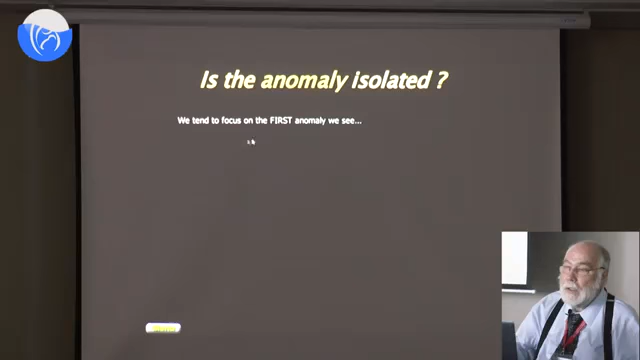 Is the anomaly isolated ?
We tend to focus on the FIRST anomaly we see...